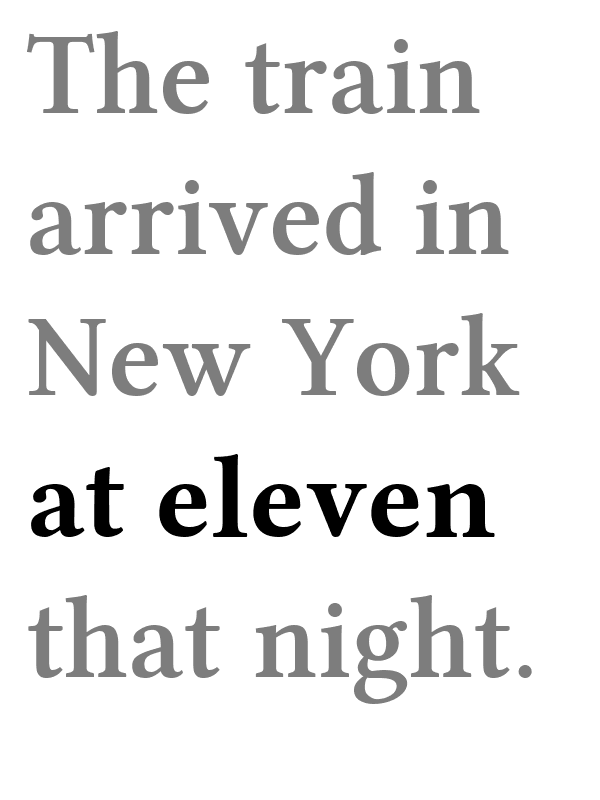 The train
arrived in
New York
at eleven
that night.